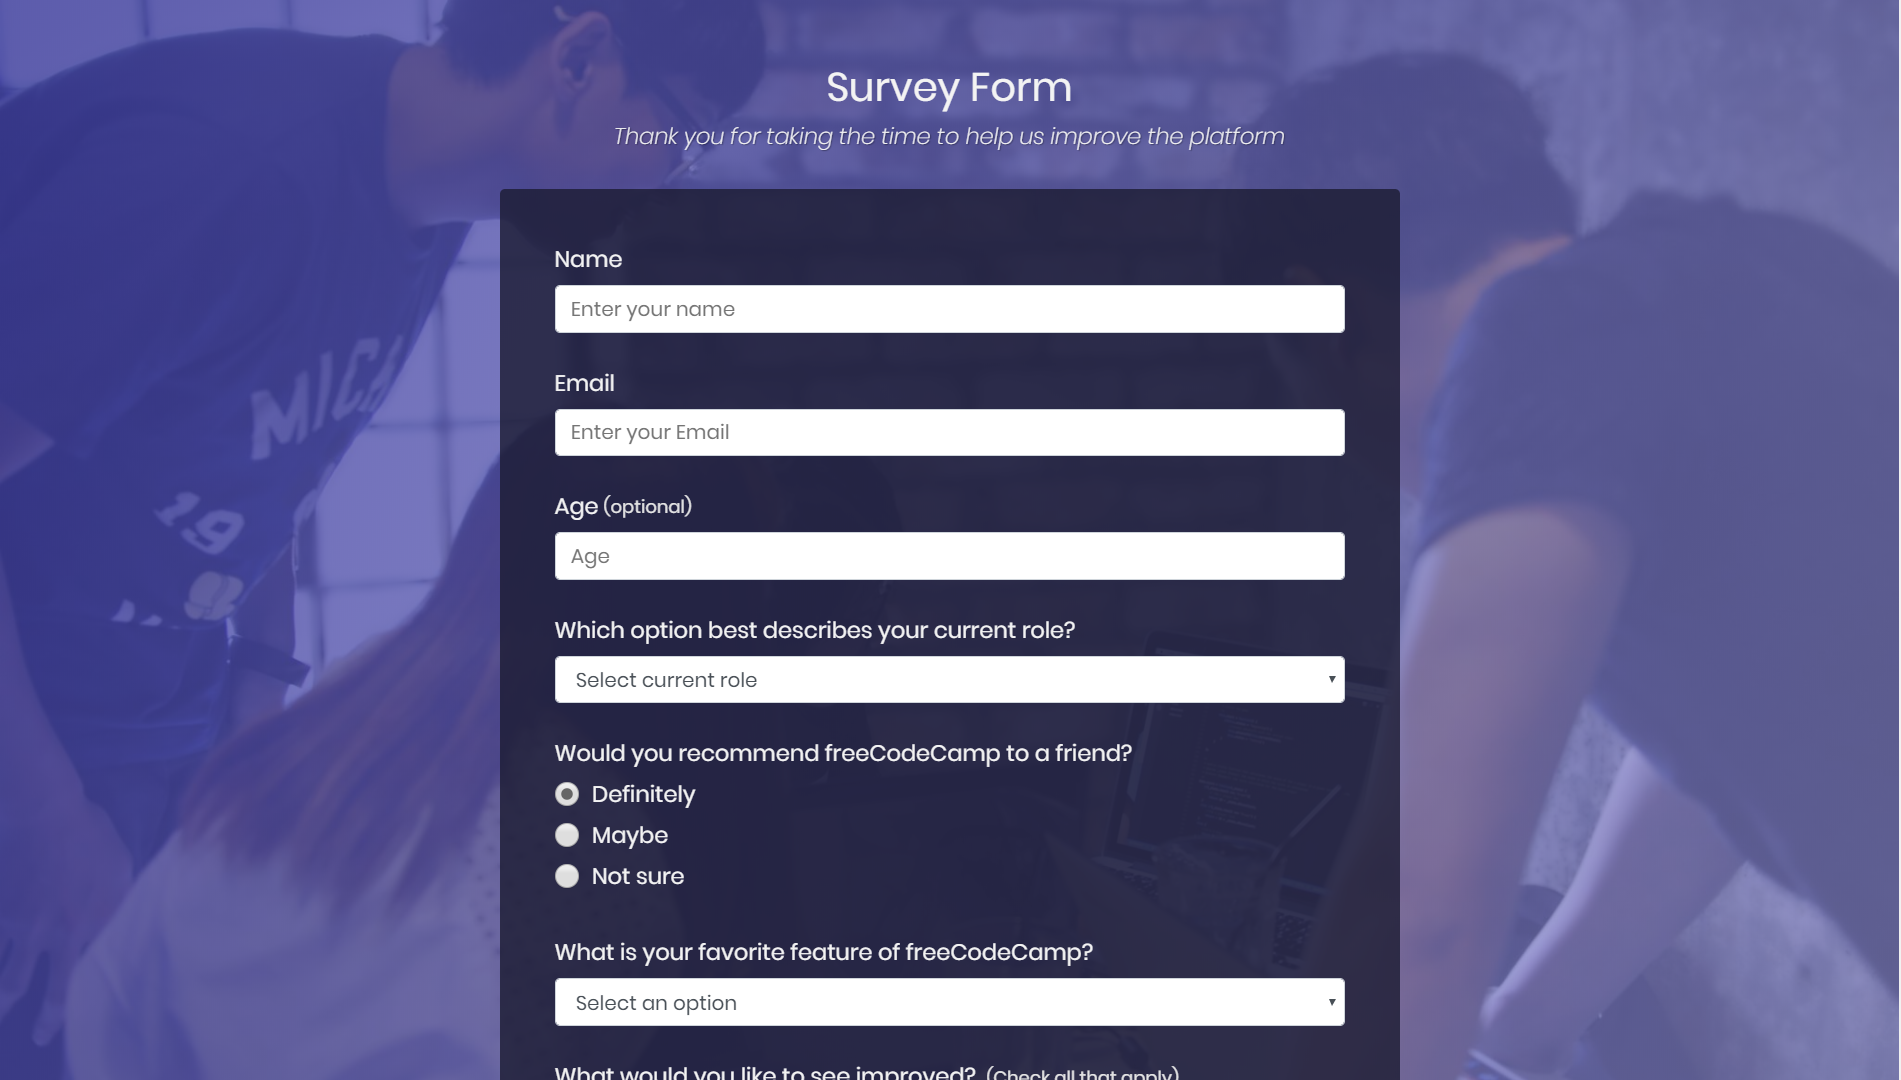 Survey Form
Thank you for taking the time to help us improve the platform
Name
Enter your name
Email
Enter your Email
Age (optional)
Age
Which option best describes your current role?
Select current role
Would you recommend freeCodeCamp to a friend?
Definitely
Maybe
Not sure
What is your favorite feature of freeCodeCamp?
Select an option
What would you like to see improved? (Check all that apply)
19